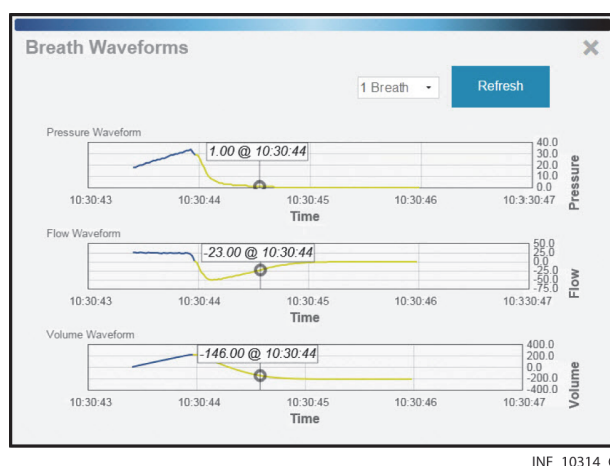 Breath Waveforms
1 Breath
Refresh
Pressure Waveform
1.00 @ 10:30:44
40.0
30.0
20.0
10.0
0.0
Pressure
10:30:43 10:30:44 10:30:45 10:30:46 10:3:30:47
Time
Flow Waveform
-23.00 @ 10:30:44
50.0
25.0
0.0
-25.0
-50.0
-75.0
Flow
10:30:43 10:30:44 10:30:45 10:30:46 10:330:47
Time
Volume Waveform
-146.00 @ 10:30:44
400.0
200.0
0.0
-200.0
-400.0
Volume
10:30:43 10:30:44 10:30:45 10:30:46 10:30:47
Time
INF_10314_